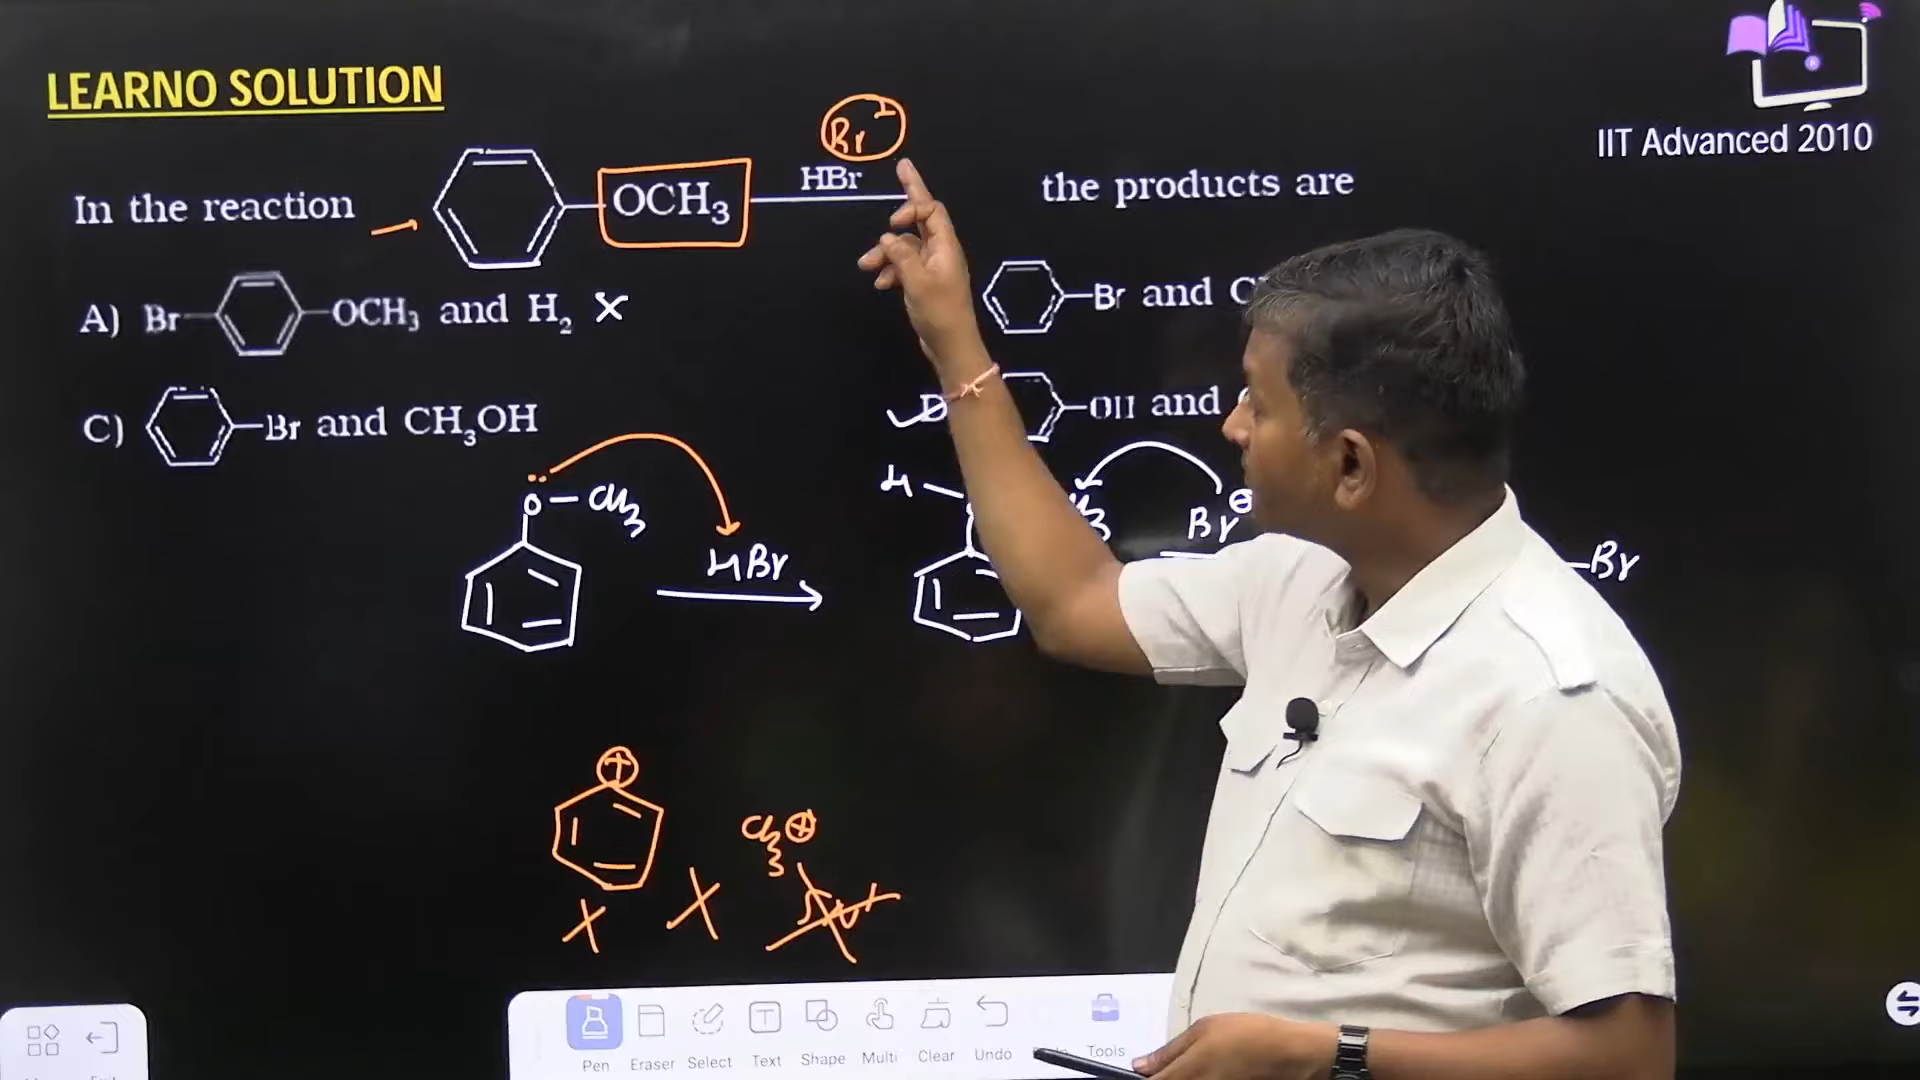 LEARNO SOLUTION
IIT Advanced 2010
Br
In the reaction
OCH₃
HBr
the products are
A) Br OCH₃ and H₂ X
Br and
C) Br and CH₃OH
D OH and
O - CH₃
HBr
H
Br ⊖
Br
+
CH₃ ⊕
X X
Pen Eraser Select Text Shape Multi Clear Undo Tools